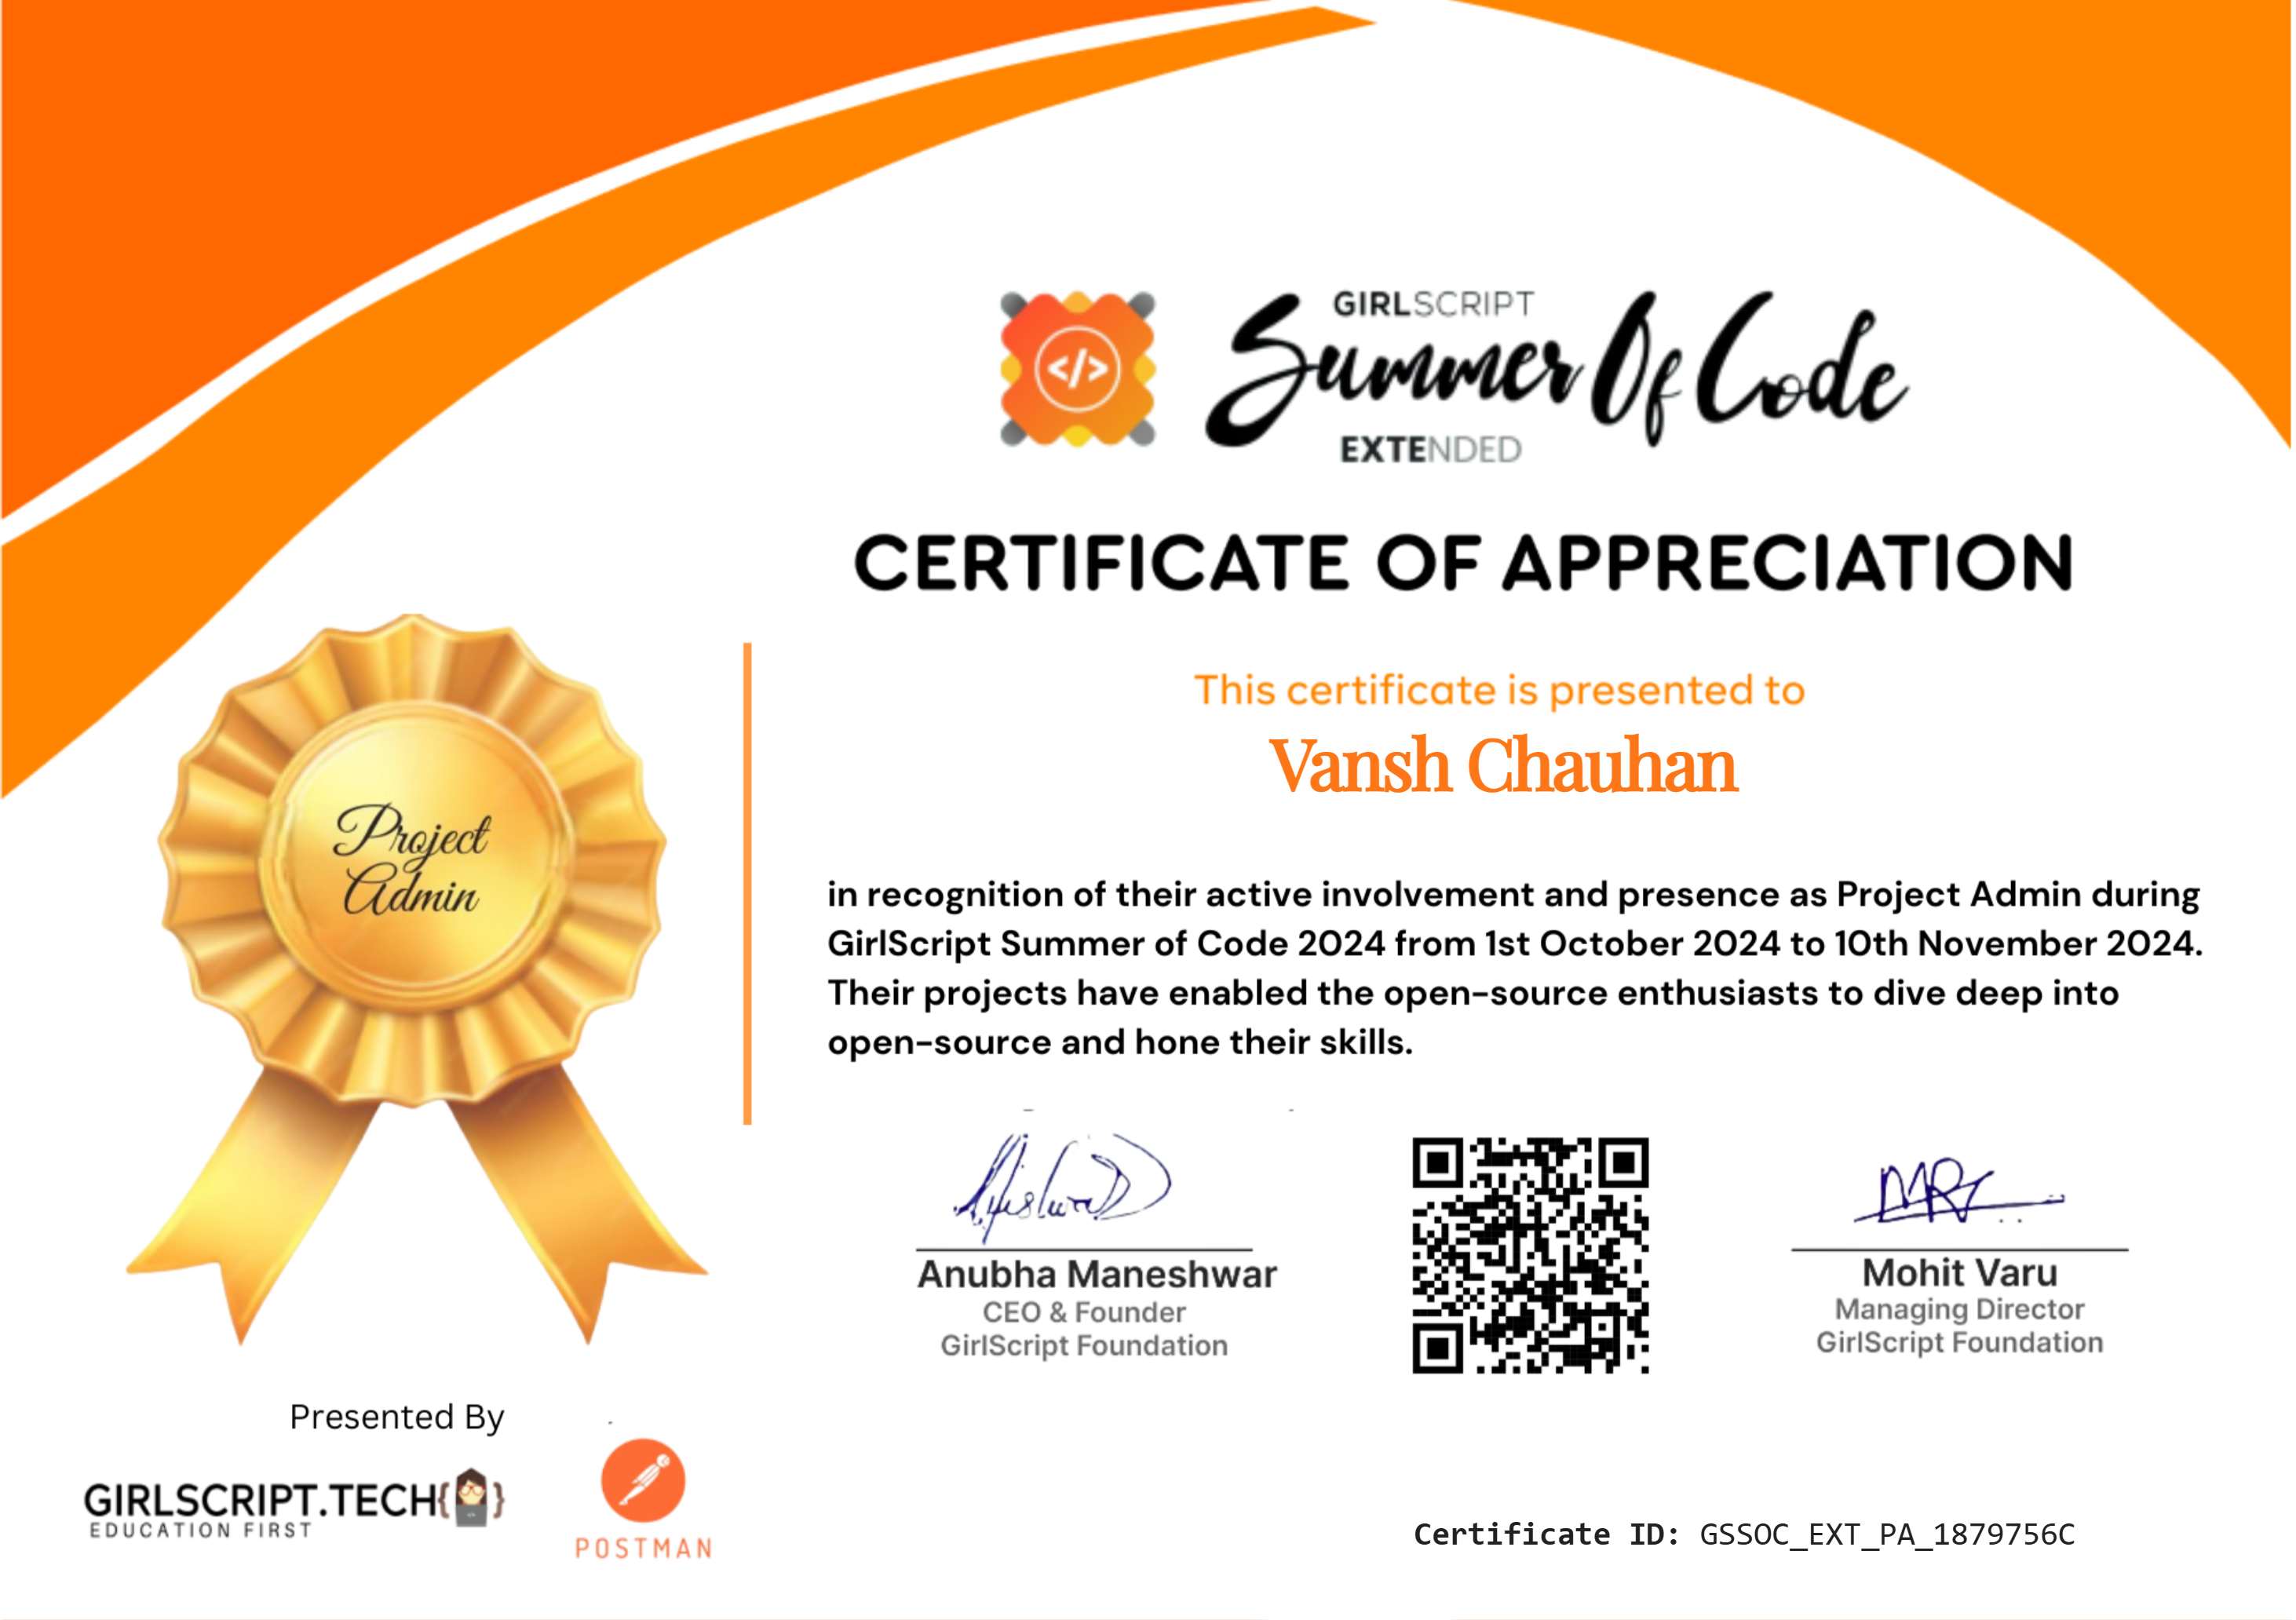 GIRLSCRIPT
Summer Of Code
EXTENDED
CERTIFICATE OF APPRECIATION
This certificate is presented to
Vansh Chauhan
Project
Admin
in recognition of their active involvement and presence as Project Admin during
GirlScript Summer of Code 2024 from 1st October 2024 to 10th November 2024.
Their projects have enabled the open-source enthusiasts to dive deep into
open-source and hone their skills.
Anubha Maneshwar
CEO & Founder
GirlScript Foundation
Mohit Varu
Managing Director
GirlScript Foundation
Presented By
GIRLSCRIPT.TECH{}
EDUCATION FIRST
POSTMAN
Certificate ID: GSSOC_EXT_PA_1879756C